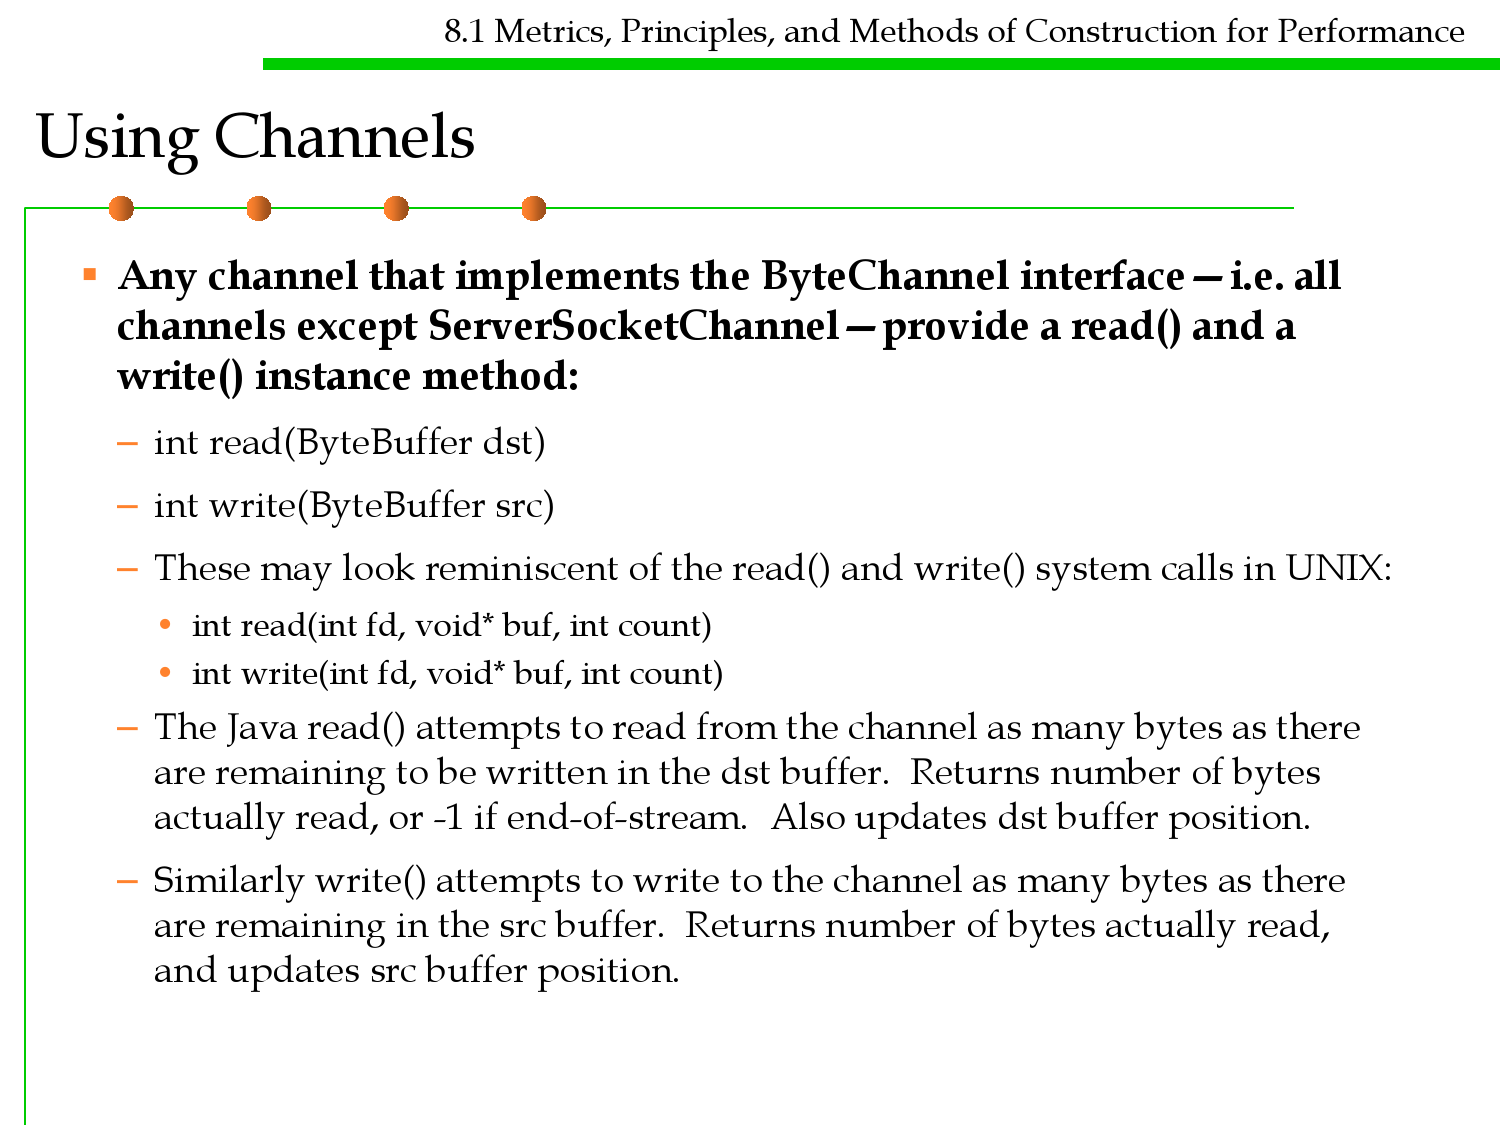 8.1 Metrics, Principles, and Methods of Construction for Performance
Using Channels
▪ Any channel that implements the ByteChannel interface—i.e. all
channels except ServerSocketChannel—provide a read() and a
write() instance method:
– int read(ByteBuffer dst)
– int write(ByteBuffer src)
– These may look reminiscent of the read() and write() system calls in UNIX:
• int read(int fd, void* buf, int count)
• int write(int fd, void* buf, int count)
– The Java read() attempts to read from the channel as many bytes as there
are remaining to be written in the dst buffer.  Returns number of bytes
actually read, or -1 if end-of-stream.  Also updates dst buffer position.
– Similarly write() attempts to write to the channel as many bytes as there
are remaining in the src buffer.  Returns number of bytes actually read,
and updates src buffer position.